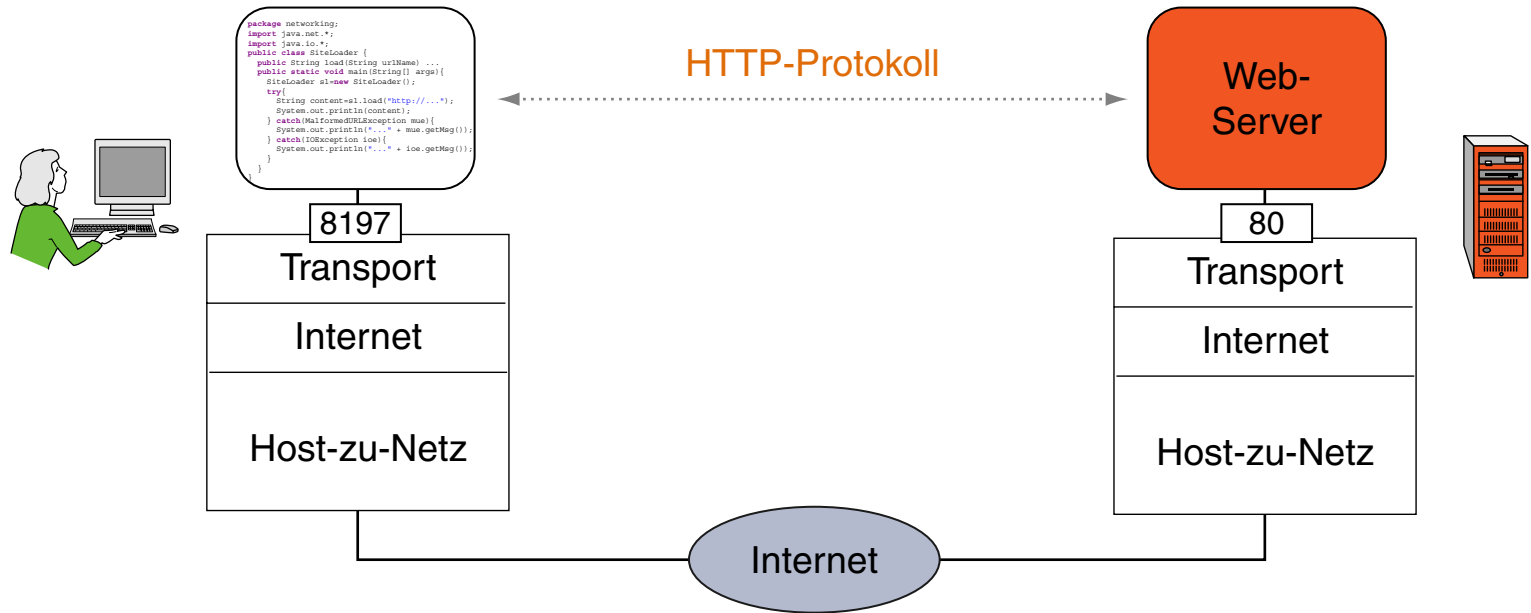 package networking;
import java.net.*;
import java.io.*;
public class SiteLoader {
public String load(String urlName) ...
public static void main(String[] args){
SiteLoader sl=new SiteLoader();
try{
String content=sl.load("http://...");
System.out.println(content);
} catch(MalformedURLException mue){
System.out.println("..." + mue.getMsg());
} catch(IOException ioe){
System.out.println("..." + ioe.getMsg());
}
}
}
HTTP-Protokoll
Web-
Server
8197
Transport
Internet
Host-zu-Netz
80
Transport
Internet
Host-zu-Netz
Internet